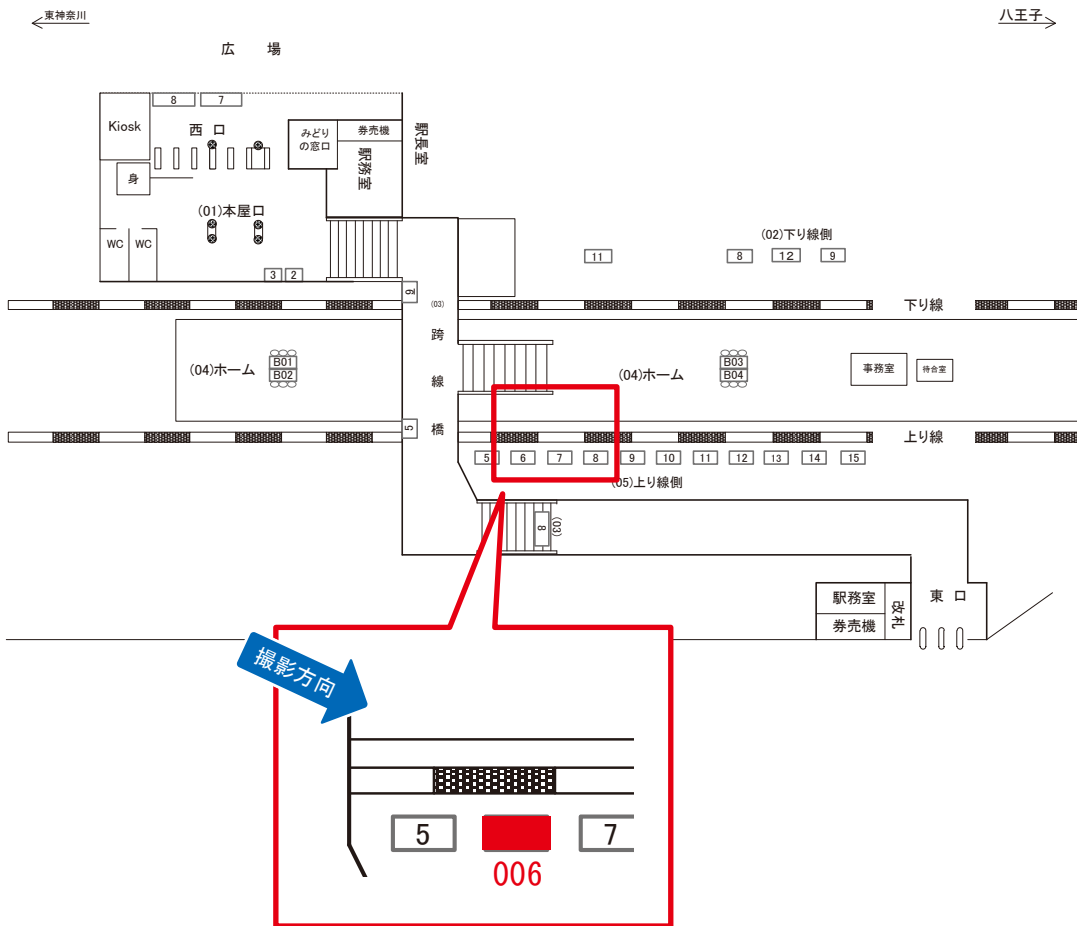 東神奈川
八王子
広 場
8
7
Kiosk
西 口
みどり
の窓口
券売機
駅務室
駅長室
身
(01)本屋口
WC
WC
3
2
(02)下り線側
11
8
12
9
9
(03)
跨
線
橋
下り線
(04)ホーム
B01
B02
(04)ホーム
B03
B04
事務室
待合室
5
上り線
5
6
7
8
9
10
11
12
13
14
15
(05)上り線側
8
(03)
駅務室
券売機
改札
東 口
撮影方向
5
7
006